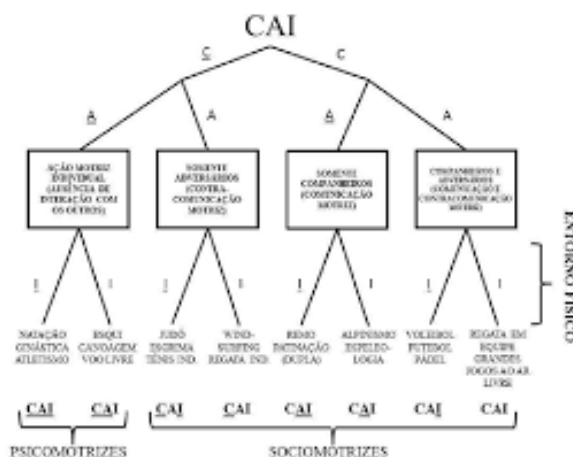 CAI
C C
A A A A
AÇÃO MOTRIZ
INDIVIDUAL
(AUSÊNCIA DE
INTERAÇÃO COM
OS OUTROS)
SOMENTE
ADVERSÁRIOS
(CONTRA-
COMUNICAÇÃO
MOTRIZ)
SOMENTE
COMPANHEIROS
(COMUNICAÇÃO
MOTRIZ)
COMPANHEIROS E
ADVERSÁRIOS
(COMUNICAÇÃO E
CONTRACOMUNICAÇÃO
MOTRIZ)
ENTORNO FÍSICO
I I I I I I I I
NATAÇÃO
GINÁSTICA
ATLETISMO
ESQUI
CANOAGEM
VOO LIVRE
JUDÔ
ESGRIMA
TÊNIS IND.
WIND-
SURFING
REGATA IND.
REMO
PATINAÇÃO
(DUPLA)
ALPINISMO
ESPELEO-
LOGIA
VOLEIBOL
FUTEBOL
PADEL
REGATA EM
EQUIPE
GRANDES
JOGOS AO AR
LIVRE
CAI CAI CAI CAI CAI CAI CAI CAI
PSICOMOTRIZES SOCIOMOTRIZES